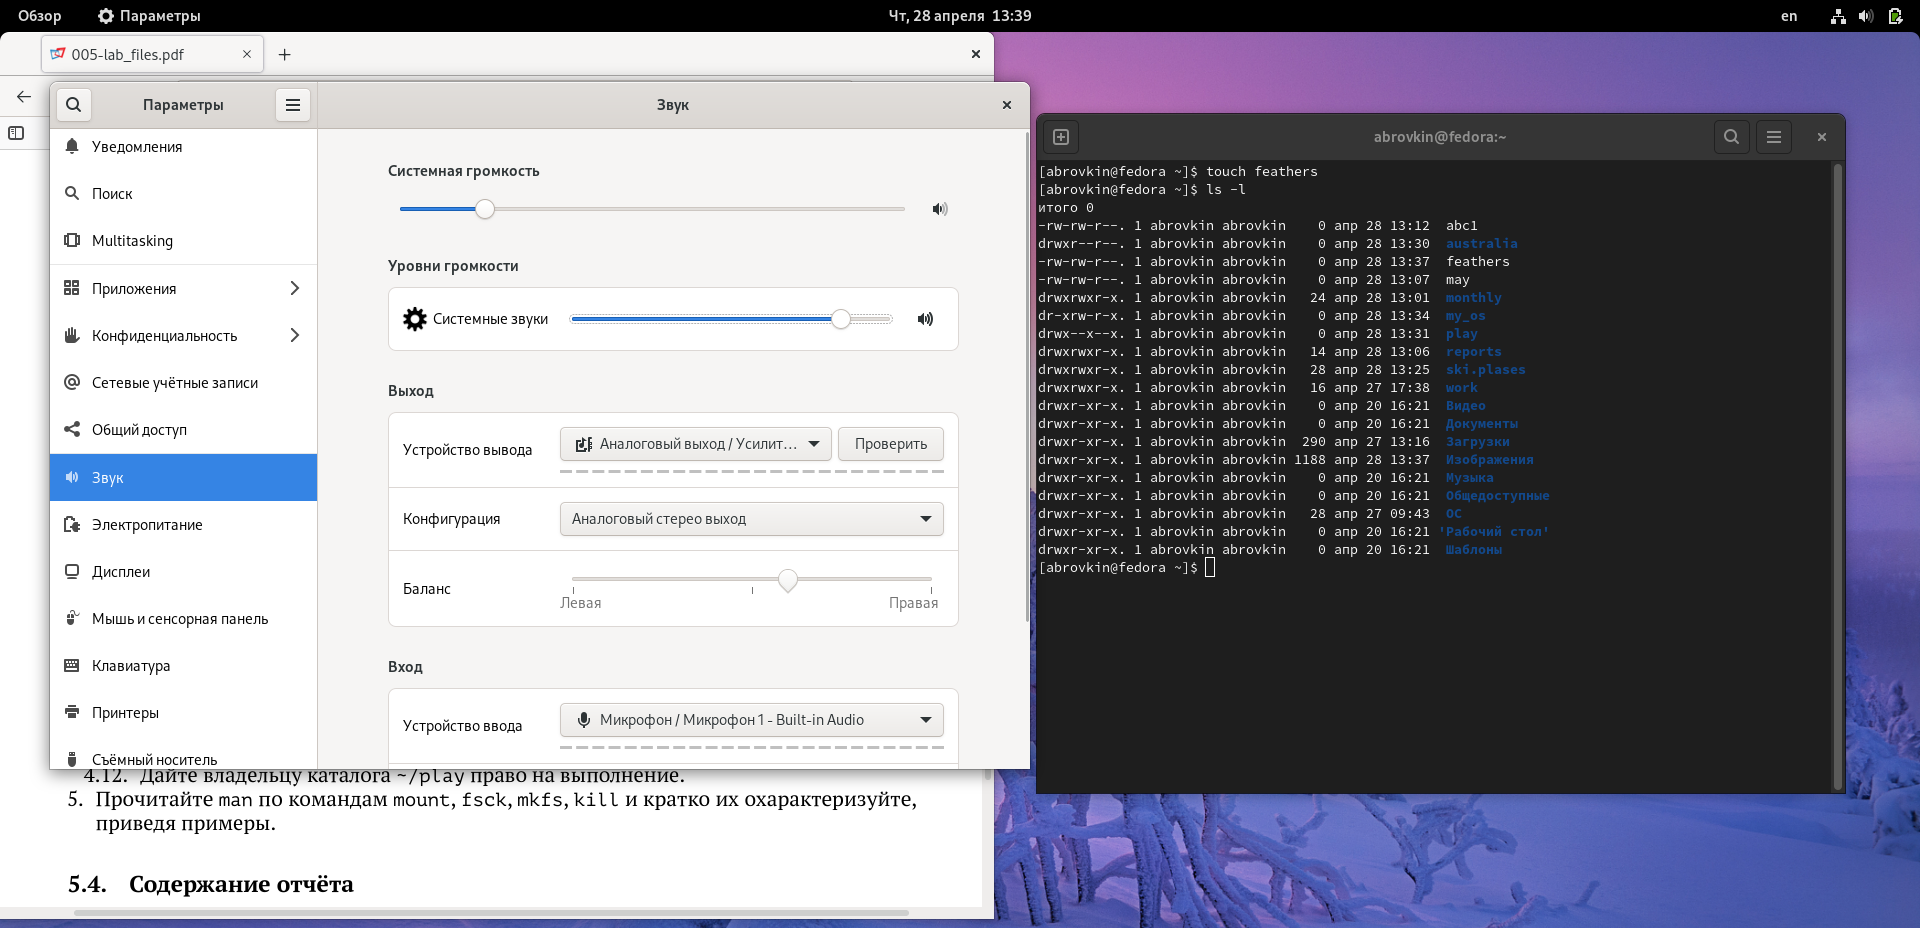 Обзор Параметры Чт, 28 апреля 13:39 en
005-lab_files.pdf
Параметры
Звук
Уведомления
Поиск
Multitasking
Приложения
Конфиденциальность
Сетевые учётные записи
Общий доступ
Звук
Электропитание
Дисплеи
Мышь и сенсорная панель
Клавиатура
Принтеры
Съёмный носитель
Системная громкость
Уровни громкости
Системные звуки
Выход
Устройство вывода Аналоговый выход / Усилит... Проверить
Конфигурация Аналоговый стерео выход
Баланс
Левая Правая
Вход
Устройство ввода Микрофон / Микрофон 1 - Built-in Audio
4.12. Дайте владельцу каталога ~/play право на выполнение.
5. Прочитайте man по командам mount, fsck, mkfs, kill и кратко их охарактеризуйте,
приведя примеры.
5.4. Содержание отчёта
abrovkin@fedora:~
[abrovkin@fedora ~]$ touch feathers
[abrovkin@fedora ~]$ ls -l
итого 0
-rw-rw-r--. 1 abrovkin abrovkin    0 апр 28 13:12  abc1
drwxr--r--. 1 abrovkin abrovkin    0 апр 28 13:30  australia
-rw-rw-r--. 1 abrovkin abrovkin    0 апр 28 13:37  feathers
-rw-rw-r--. 1 abrovkin abrovkin    0 апр 28 13:07  may
drwxrwxr-x. 1 abrovkin abrovkin   24 апр 28 13:01  monthly
dr-xr--r--. 1 abrovkin abrovkin    0 апр 28 13:34  my_os
drwx--x--x. 1 abrovkin abrovkin    0 апр 28 13:31  play
drwxrwxr-x. 1 abrovkin abrovkin   14 апр 28 13:06  reports
drwxrwxr-x. 1 abrovkin abrovkin   28 апр 28 13:25  ski.plases
drwxrwxr-x. 1 abrovkin abrovkin   16 апр 27 17:38  work
drwxr-xr-x. 1 abrovkin abrovkin    0 апр 20 16:21  Видео
drwxr-xr-x. 1 abrovkin abrovkin    0 апр 20 16:21  Документы
drwxr-xr-x. 1 abrovkin abrovkin  290 апр 27 13:16  Загрузки
drwxr-xr-x. 1 abrovkin abrovkin 1188 апр 28 13:37  Изображения
drwxr-xr-x. 1 abrovkin abrovkin    0 апр 20 16:21  Музыка
drwxr-xr-x. 1 abrovkin abrovkin    0 апр 20 16:21  Общедоступные
drwxr-xr-x. 1 abrovkin abrovkin   28 апр 27 09:43  ОС
drwxr-xr-x. 1 abrovkin abrovkin    0 апр 20 16:21 'Рабочий стол'
drwxr-xr-x. 1 abrovkin abrovkin    0 апр 20 16:21  Шаблоны
[abrovkin@fedora ~]$